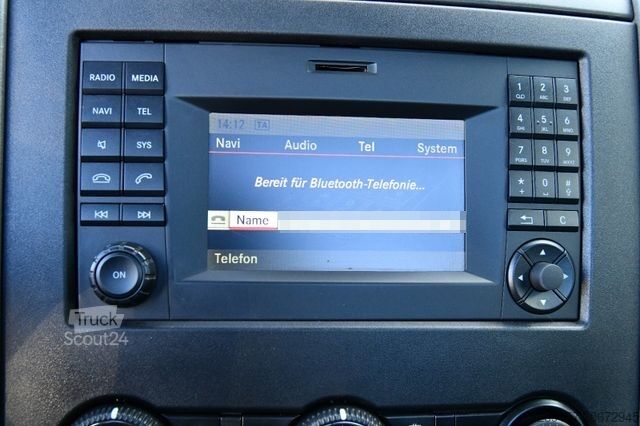 RADIO MEDIA
NAVI TEL
SYS
ON
14:12 TA
Navi Audio Tel System
Bereit für Bluetooth-Telefonie...
Name
Telefon
1 2 ABC 3 DEF
4 GHI 5 JKL 6 MNO
7 PQRS 8 TUV 9 WXYZ
* 0 #
C
Truck
Scout24